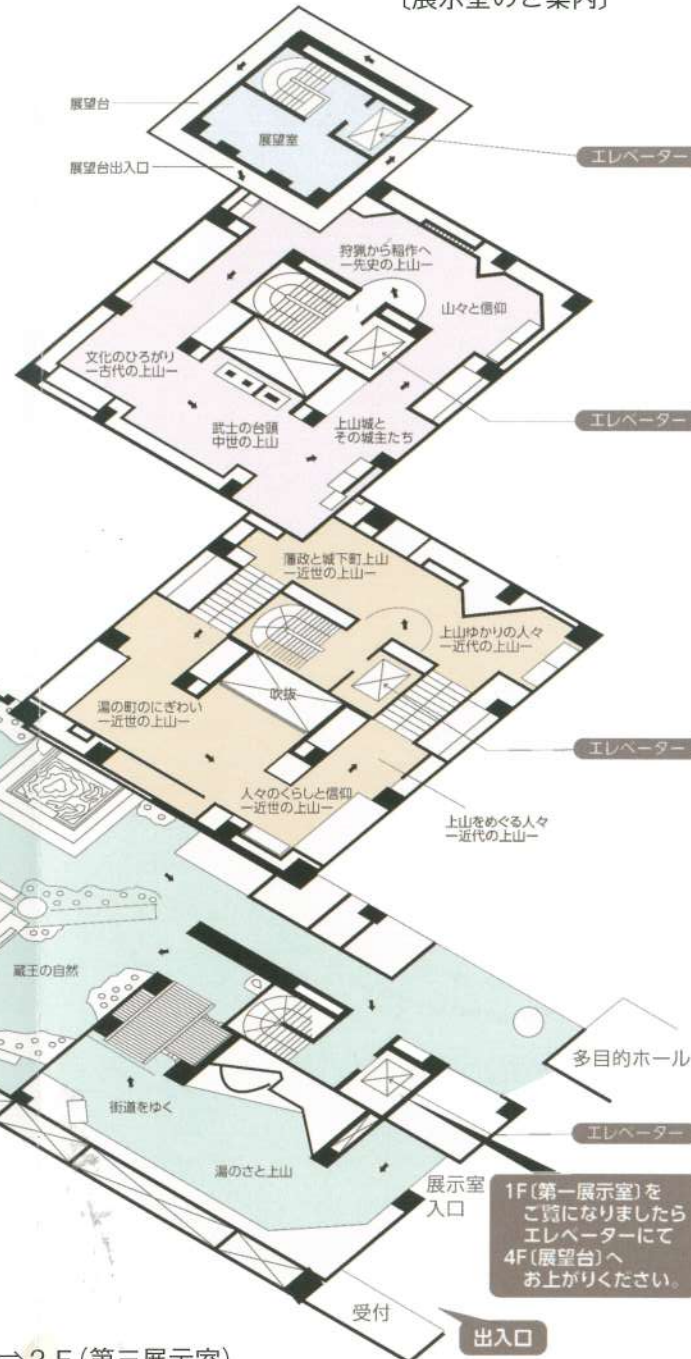 〔展示室のご案内〕
展望台
展望室
展望台出入口
エレベーター
狩猟から稲作へ
ー先史の上山ー
山々と信仰
文化のひろがり
ー古代の上山ー
エレベーター
武士の台頭
中世の上山
上山城と
その城主たち
藩政と城下町上山
ー近世の上山ー
上山ゆかりの人々
ー近代の上山ー
吹抜
湯の町のにぎわい
ー近世の上山ー
エレベーター
人々のくらしと信仰
ー近世の上山ー
上山をめぐる人々
ー近代の上山ー
蔵王の自然
多目的ホール
街道をゆく
エレベーター
湯のさと上山
展示室
入口
1F〔第一展示室〕を
ご覧になりましたら
エレベーターにて
4F〔展望台〕へ
お上がりください。
受付
出入口
⇒2F(第三展示室)